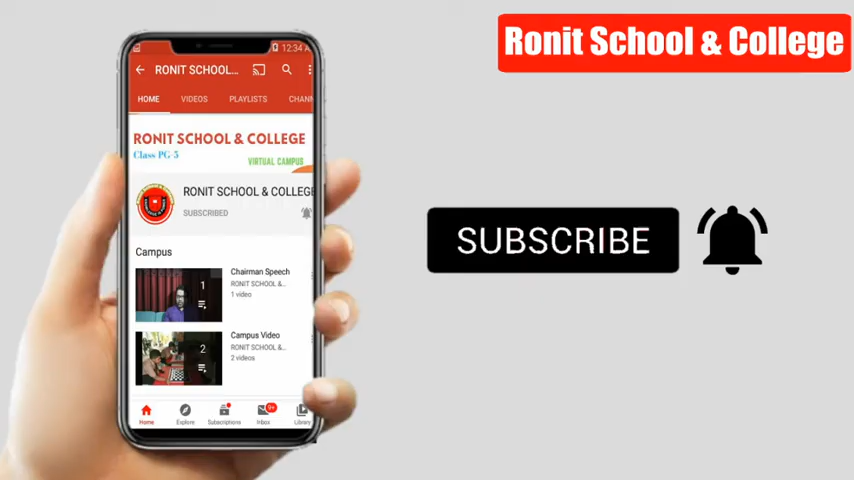 Ronit School & College
12:34 A
RONIT SCHOOL...
HOME VIDEOS PLAYLISTS CHANN
RONIT SCHOOL & COLLEGE
Class PG-5
VIRTUAL CAMPUS
RONIT SCHOOL & COLLEGE
SUBSCRIBED
Campus
1
Chairman Speech
RONIT SCHOOL &..
1 video
2
Campus Video
RONIT SCHOOL &..
2 videos
9+
Home Explore Subscriptions Inbox Library
SUBSCRIBE